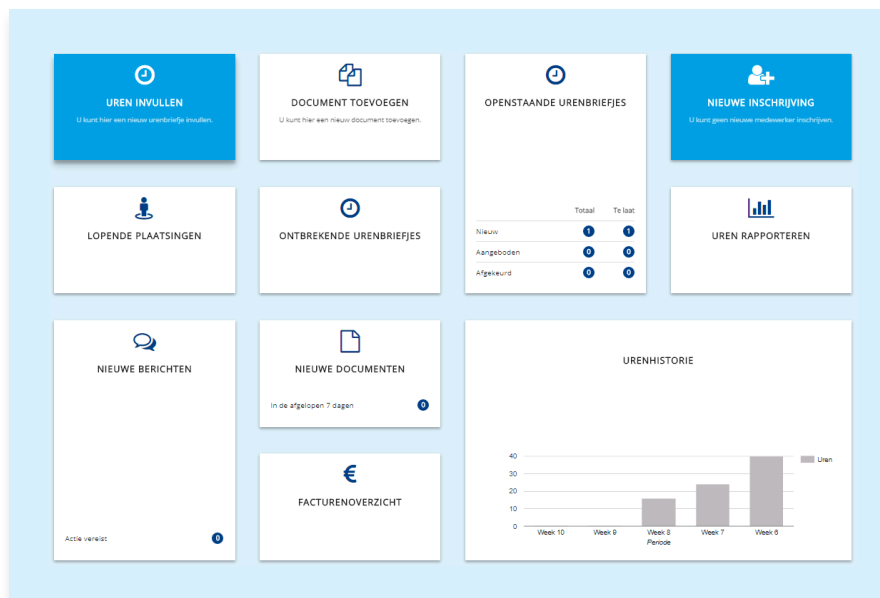 UREN INVULLEN
U kunt hier een nieuw urenbriefje invullen.
DOCUMENT TOEVOEGEN
U kunt hier een nieuw document toevoegen.
OPENSTAANDE URENBRIEFJES
Totaal Te laat
Nieuw 1 1
Aangeboden 0 0
Afgekeurd 0 0
NIEUWE INSCHRIJVING
U kunt geen nieuwe medewerker inschrijven.
LOPENDE PLAATSINGEN
ONTBREKENDE URENBRIEFJES
UREN RAPPORTEREN
NIEUWE BERICHTEN
Actie vereist 0
NIEUWE DOCUMENTEN
In de afgelopen 7 dagen 0
€
FACTURENOVERZICHT
URENHISTORIE
40
30
20
10
0
Week 10 Week 9 Week 8 Week 7 Week 6
Periode
Uren